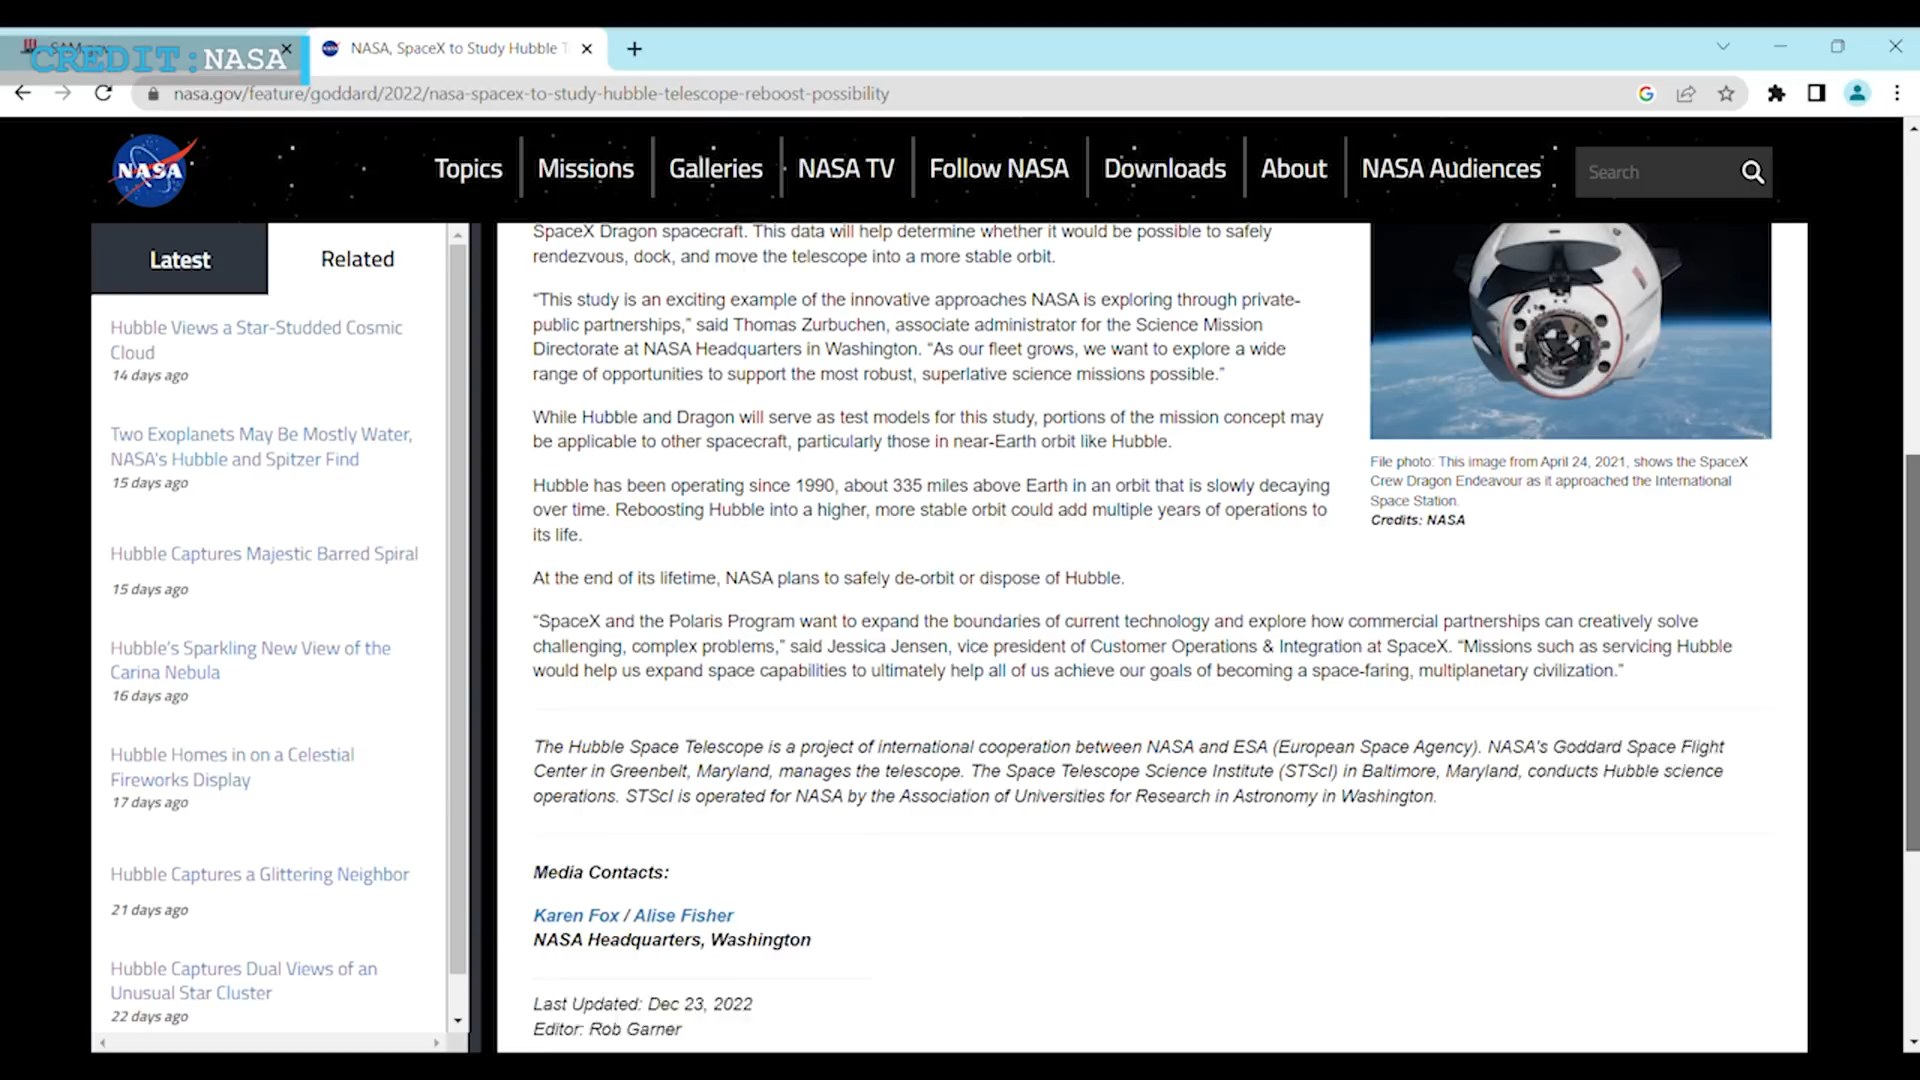 CREDIT:NASA
NASA, SpaceX to Study Hubble T
nasa.gov/feature/goddard/2022/nasa-spacex-to-study-hubble-telescope-reboost-possibility
NASA
Topics
Missions
Galleries
NASA TV
Follow NASA
Downloads
About
NASA Audiences
Search
Latest
Related
Hubble Views a Star-Studded Cosmic
Cloud
14 days ago
Two Exoplanets May Be Mostly Water,
NASA's Hubble and Spitzer Find
15 days ago
Hubble Captures Majestic Barred Spiral
15 days ago
Hubble's Sparkling New View of the
Carina Nebula
16 days ago
Hubble Homes in on a Celestial
Fireworks Display
17 days ago
Hubble Captures a Glittering Neighbor
21 days ago
Hubble Captures Dual Views of an
Unusual Star Cluster
22 days ago
SpaceX Dragon spacecraft. This data will help determine whether it would be possible to safely
rendezvous, dock, and move the telescope into a more stable orbit.
“This study is an exciting example of the innovative approaches NASA is exploring through private-
public partnerships,” said Thomas Zurbuchen, associate administrator for the Science Mission
Directorate at NASA Headquarters in Washington. “As our fleet grows, we want to explore a wide
range of opportunities to support the most robust, superlative science missions possible.”
While Hubble and Dragon will serve as test models for this study, portions of the mission concept may
be applicable to other spacecraft, particularly those in near-Earth orbit like Hubble.
Hubble has been operating since 1990, about 335 miles above Earth in an orbit that is slowly decaying
over time. Reboosting Hubble into a higher, more stable orbit could add multiple years of operations to
its life.
At the end of its lifetime, NASA plans to safely de-orbit or dispose of Hubble.
“SpaceX and the Polaris Program want to expand the boundaries of current technology and explore how commercial partnerships can creatively solve
challenging, complex problems,” said Jessica Jensen, vice president of Customer Operations & Integration at SpaceX. “Missions such as servicing Hubble
would help us expand space capabilities to ultimately help all of us achieve our goals of becoming a space-faring, multiplanetary civilization.”
File photo: This image from April 24, 2021, shows the SpaceX
Crew Dragon Endeavour as it approached the International
Space Station.
Credits: NASA
The Hubble Space Telescope is a project of international cooperation between NASA and ESA (European Space Agency). NASA's Goddard Space Flight
Center in Greenbelt, Maryland, manages the telescope. The Space Telescope Science Institute (STScI) in Baltimore, Maryland, conducts Hubble science
operations. STScI is operated for NASA by the Association of Universities for Research in Astronomy in Washington.
Media Contacts:
Karen Fox / Alise Fisher
NASA Headquarters, Washington
Last Updated: Dec 23, 2022
Editor: Rob Garner